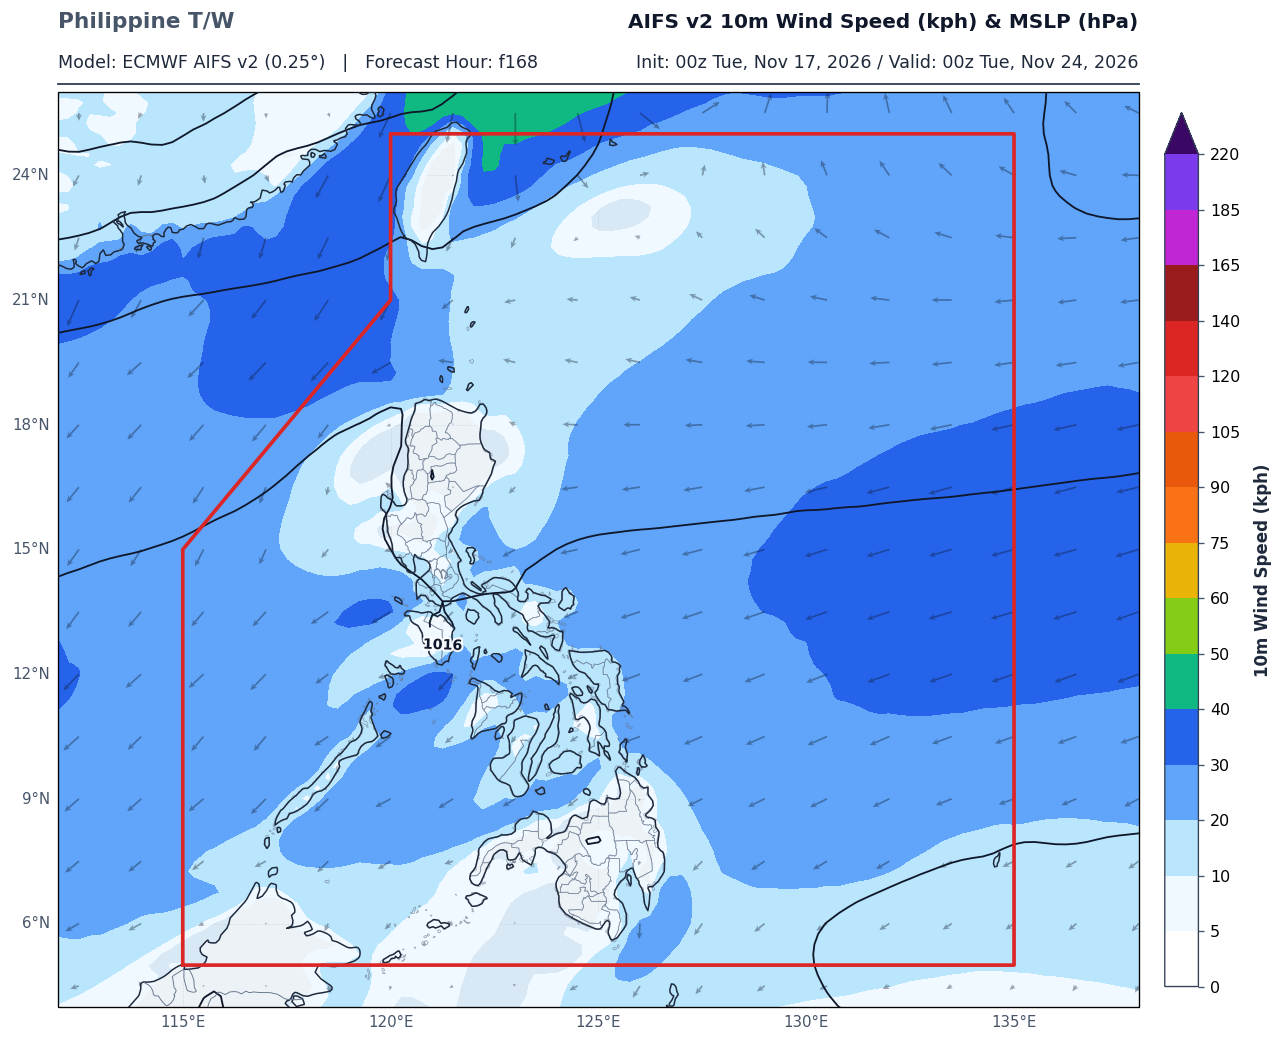 Philippine T/W
AIFS v2 10m Wind Speed (kph) & MSLP (hPa)
Model: ECMWF AIFS v2 (0.25°)   |   Forecast Hour: f168
Init: 00z Tue, Nov 17, 2026 / Valid: 00z Tue, Nov 24, 2026
24°N
21°N
18°N
15°N
12°N
9°N
6°N
1016
115°E
120°E
125°E
130°E
135°E
220
185
165
140
120
105
90
75
60
50
40
30
20
10
5
0
10m Wind Speed (kph)